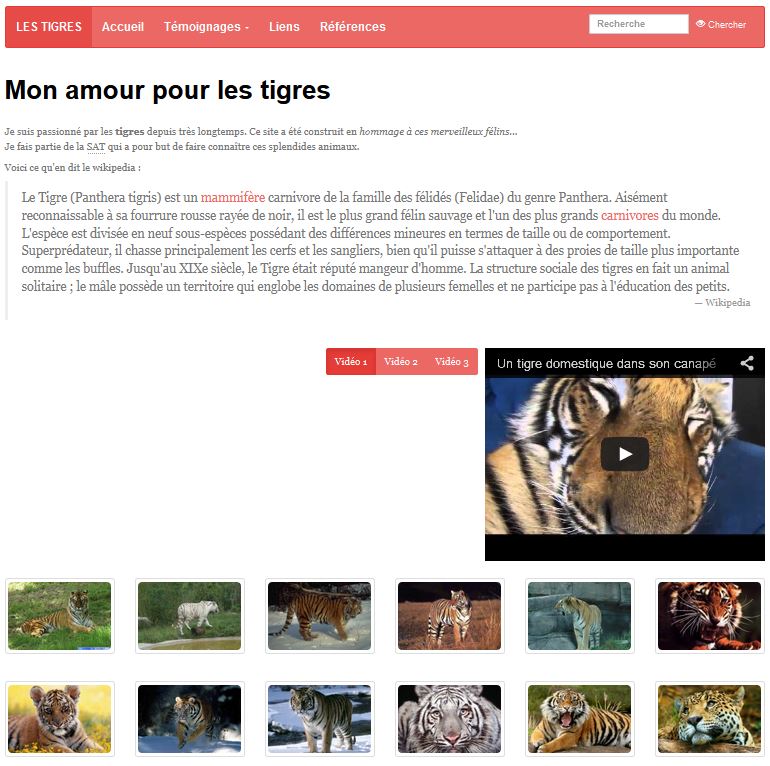 LES TIGRES Accueil Témoignages Liens Références Recherche Chercher
Mon amour pour les tigres
Je suis passionné par les tigres depuis très longtemps. Ce site a été construit en hommage à ces merveilleux félins...
Je fais partie de la SAT qui a pour but de faire connaître ces splendides animaux.
Voici ce qu'en dit le wikipedia :
Le Tigre (Panthera tigris) est un mammifère carnivore de la famille des félidés (Felidae) du genre Panthera. Aisément
reconnaissable à sa fourrure rousse rayée de noir, il est le plus grand félin sauvage et l'un des plus grands carnivores du monde.
L'espèce est divisée en neuf sous-espèces possédant des différences mineures en termes de taille ou de comportement.
Superprédateur, il chasse principalement les cerfs et les sangliers, bien qu'il puisse s'attaquer à des proies de taille plus importante
comme les buffles. Jusqu'au XIXe siècle, le Tigre était réputé mangeur d'homme. La structure sociale des tigres en fait un animal
solitaire ; le mâle possède un territoire qui englobe les domaines de plusieurs femelles et ne participe pas à l'éducation des petits.
— Wikipedia
Vidéo 1 Vidéo 2 Vidéo 3
Un tigre domestique dans son canapé